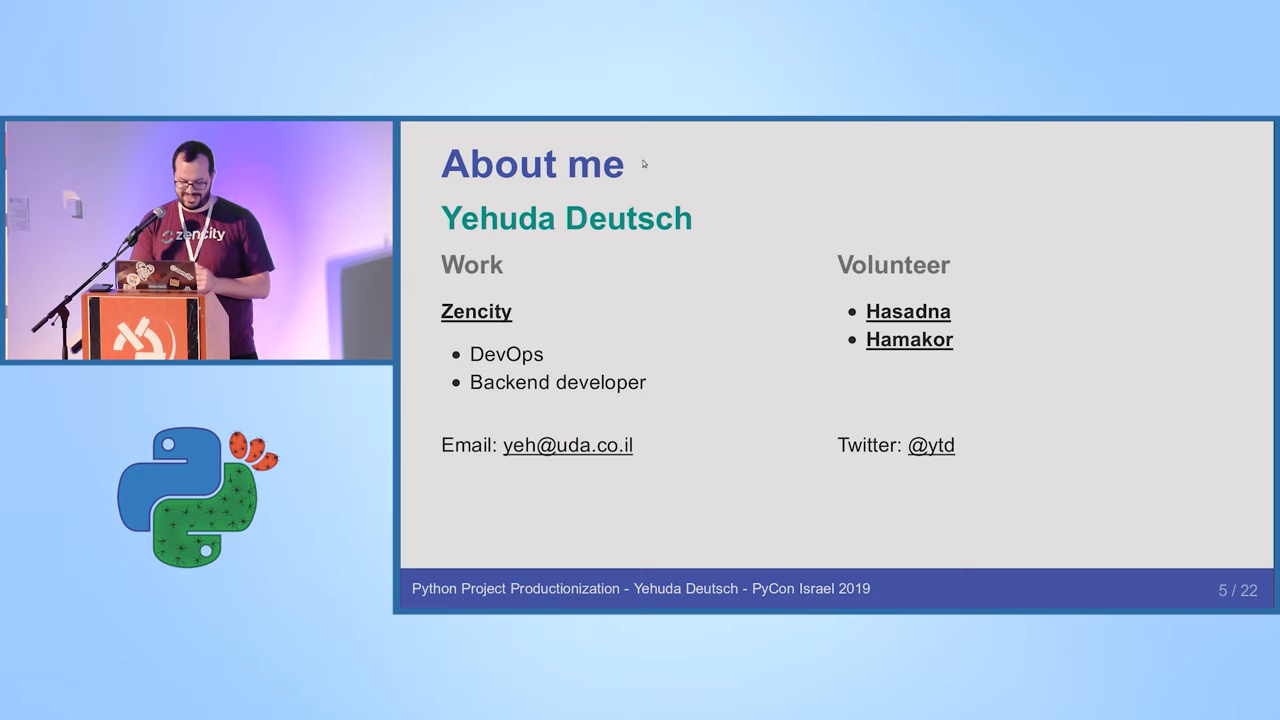 zencity
About me
Yehuda Deutsch
Work
Zencity
DevOps
Backend developer
Email: yeh@uda.co.il
Volunteer
Hasadna
Hamakor
Twitter: @ytd
Python Project Productionization - Yehuda Deutsch - PyCon Israel 2019
5 / 22